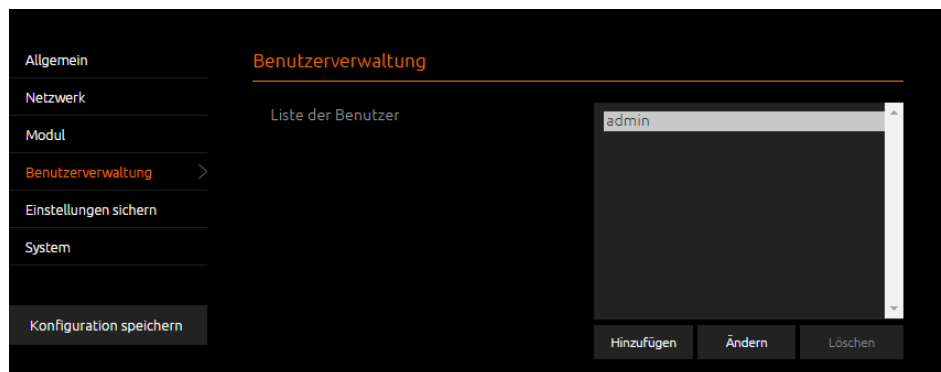 Allgemein
Netzwerk
Modul
Benutzerverwaltung
Einstellungen sichern
System
Konfiguration speichern
Benutzerverwaltung
Liste der Benutzer
admin
Hinzufügen
Ändern
Löschen